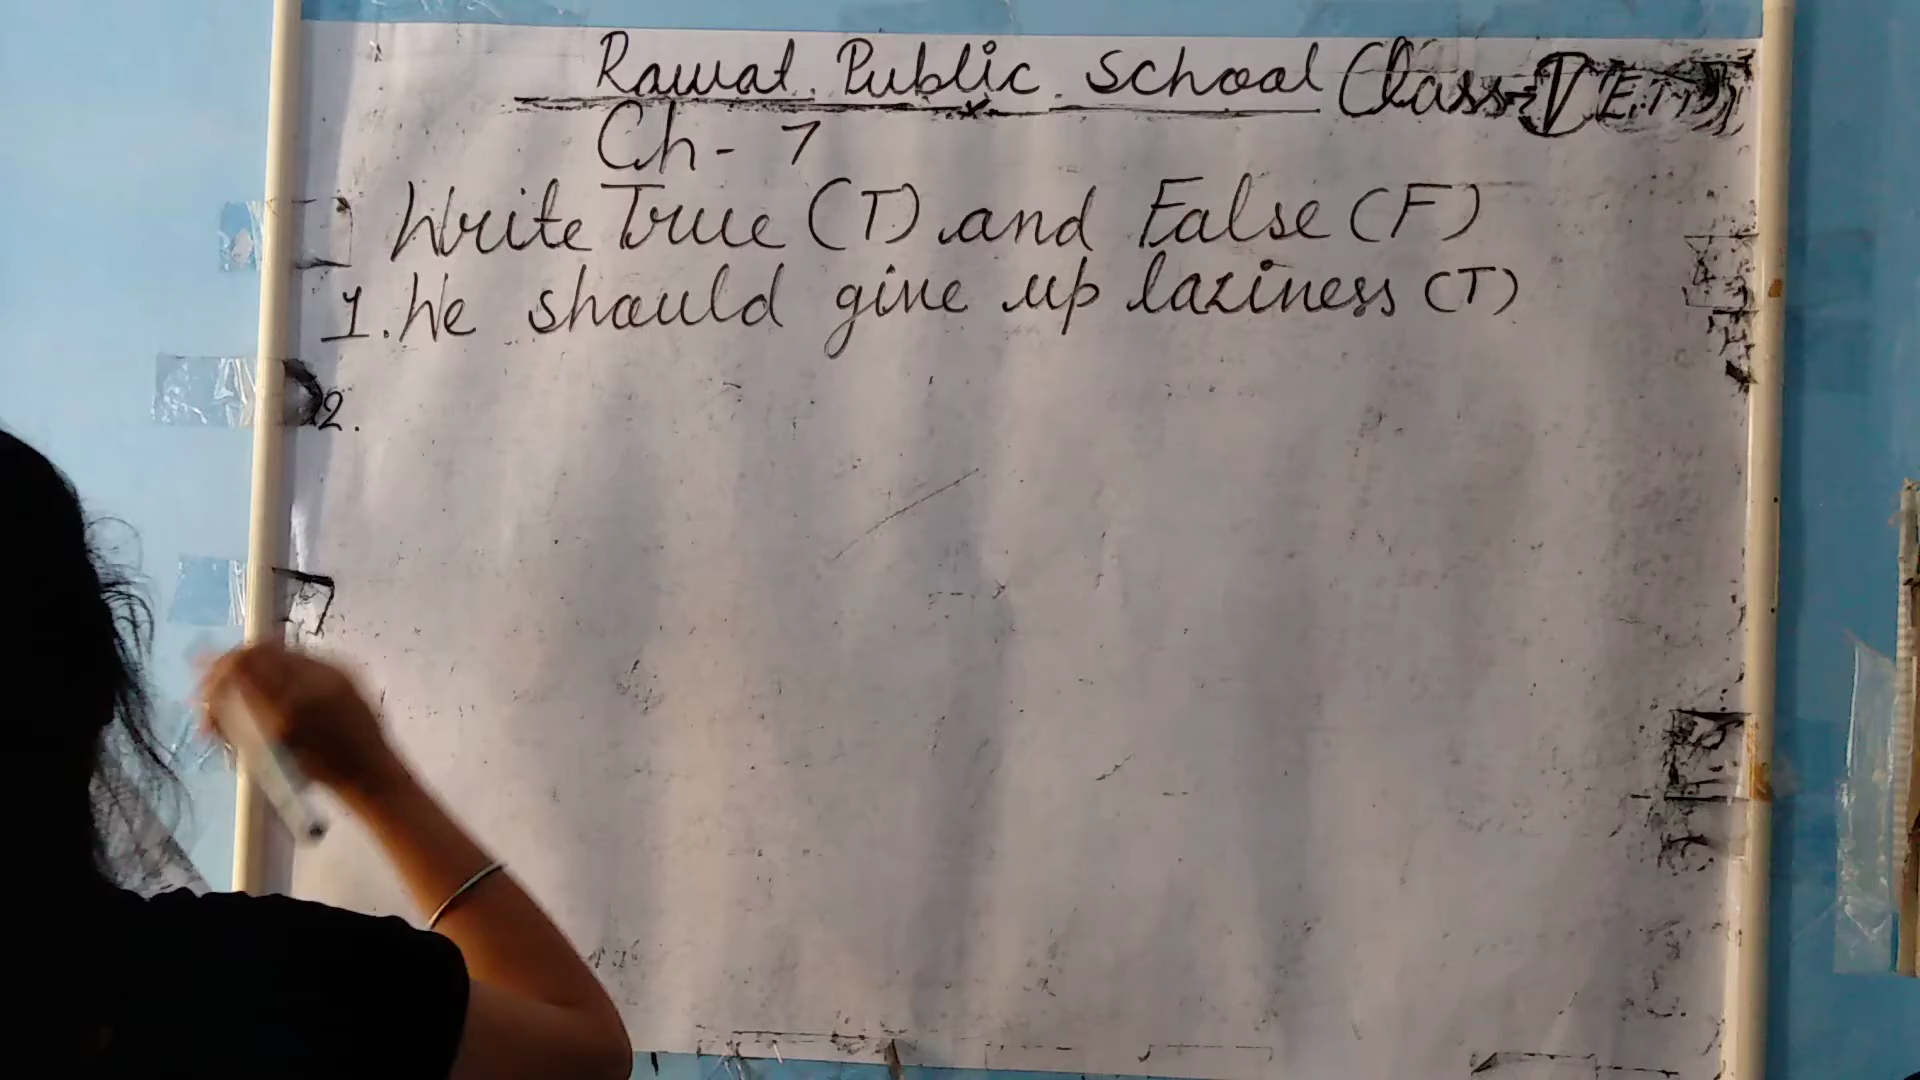 Rawat Public School Class-V
Ch-7
Write True (T) and False (F)
1. We should give up laziness (T)
2.